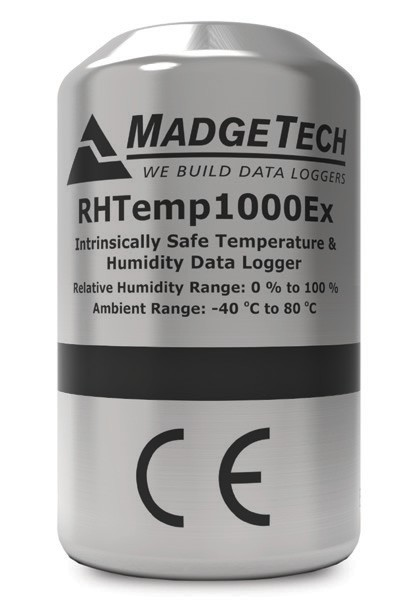 MADGETECH
WE BUILD DATA LOGGERS
RHTemp1000Ex
Intrinsically Safe Temperature &
Humidity Data Logger
Relative Humidity Range: 0 % to 100 %
Ambient Range: -40 °C to 80 °C
CE